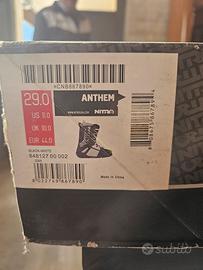 *CNS867890*
29.0
US 11.0
UK 10.0
EUR 44.0
ANTHEM
NITRO
BLACK-WHITE
848127 00 002
Made in China
subito